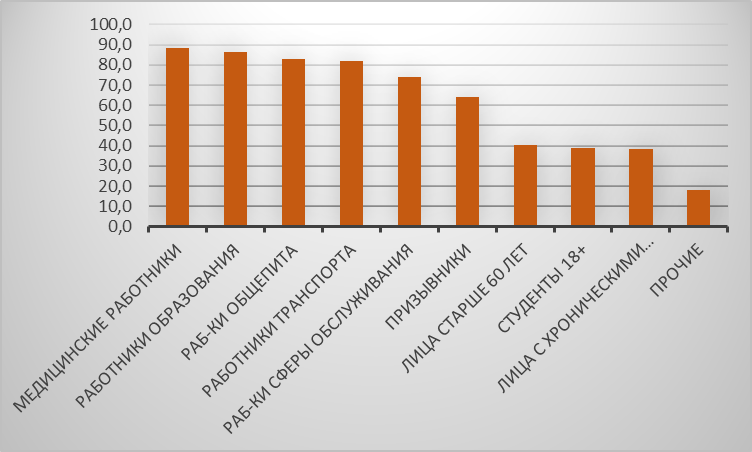 100,0
90,0
80,0
70,0
60,0
50,0
40,0
30,0
20,0
10,0
0,0
МЕДИЦИНСКИЕ РАБОТНИКИ
РАБОТНИКИ ОБРАЗОВАНИЯ
РАБ-КИ ОБЩЕПИТА
РАБОТНИКИ ТРАНСПОРТА
РАБ-КИ СФЕРЫ ОБСЛУЖИВАНИЯ
ПРИЗЫВНИКИ
ЛИЦА СТАРШЕ 60 ЛЕТ
СТУДЕНТЫ 18+
ЛИЦА С ХРОНИЧЕСКИМИ...
ПРОЧИЕ